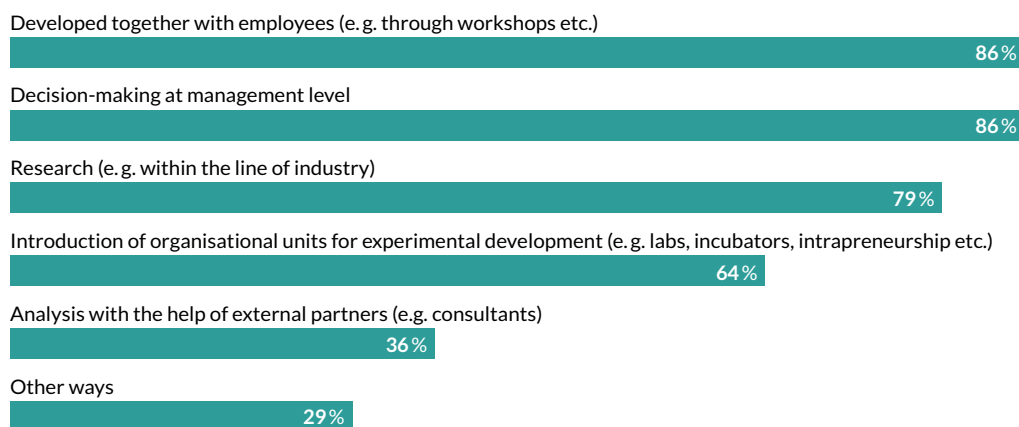 Developed together with employees (e. g. through workshops etc.)
86 %
Decision-making at management level
86 %
Research (e. g. within the line of industry)
79 %
Introduction of organisational units for experimental development (e. g. labs, incubators, intrapreneurship etc.)
64 %
Analysis with the help of external partners (e.g. consultants)
36 %
Other ways
29 %